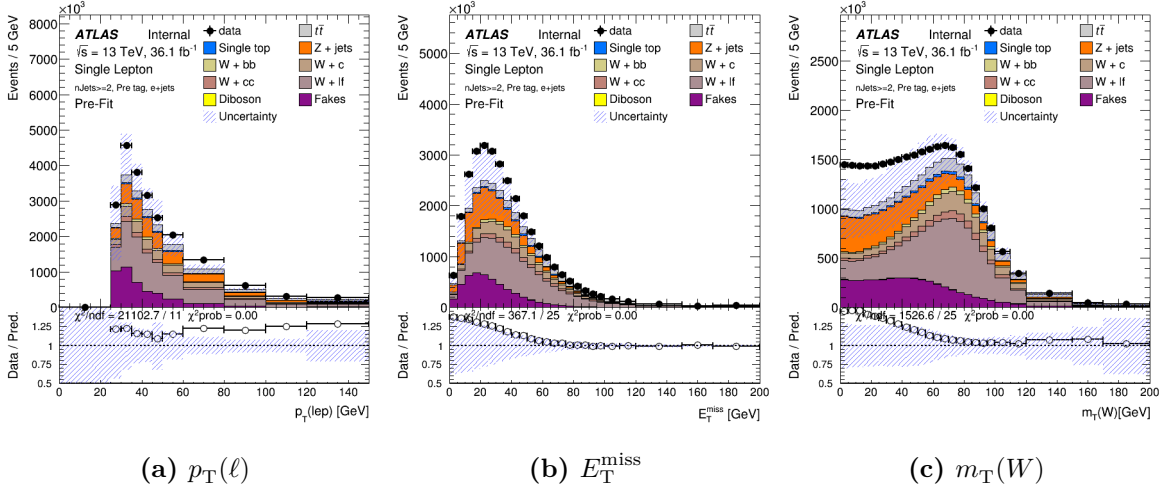 ×10³
Events / 5 GeV
8000
7000
6000
5000
4000
3000
2000
1000
0
ATLAS Internal
√s = 13 TeV, 36.1 fb⁻¹
Single Lepton
nJets>=2, Pre tag, e+jets
Pre-Fit
data
Single top
W + bb
W + cc
Diboson
Uncertainty
tt̄
Z + jets
W + c
W + lf
Fakes
χ²/ndf = 21102.7 / 11 χ²prob = 0.00
Data / Pred.
1.25
1
0.75
0.5
0 20 40 60 80 100 120 140
p_T(lep) [GeV]
×10³
Events / 5 GeV
5000
4000
3000
2000
1000
0
ATLAS Internal
√s = 13 TeV, 36.1 fb⁻¹
Single Lepton
nJets>=2, Pre tag, e+jets
Pre-Fit
data
Single top
W + bb
W + cc
Diboson
Uncertainty
tt̄
Z + jets
W + c
W + lf
Fakes
χ²/ndf = 367.1 / 25 χ²prob = 0.00
Data / Pred.
1.25
1
0.75
0.5
0 20 40 60 80 100 120 140 160 180 200
E_T^miss [GeV]
×10³
Events / 5 GeV
2500
2000
1500
1000
500
0
ATLAS Internal
√s = 13 TeV, 36.1 fb⁻¹
Single Lepton
nJets>=2, Pre tag, e+jets
Pre-Fit
data
Single top
W + bb
W + cc
Diboson
Uncertainty
tt̄
Z + jets
W + c
W + lf
Fakes
χ²/ndf = 1526.6 / 25 χ²prob = 0.00
Data / Pred.
1.25
1
0.75
0.5
0 20 40 60 80 100 120 140 160 180 200
m_T(W)[GeV]
(a) p_T(ℓ)
(b) E_T^miss
(c) m_T(W)